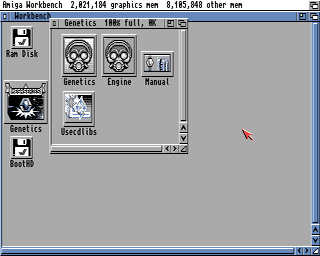 Amiga Workbench 2,021,184 graphics mem 8,105,848 other mem
Workbench
Genetics 100% full, 0K
Ram Disk
Genetics
BootHD
Genetics Engine Manual
Usecdlibs